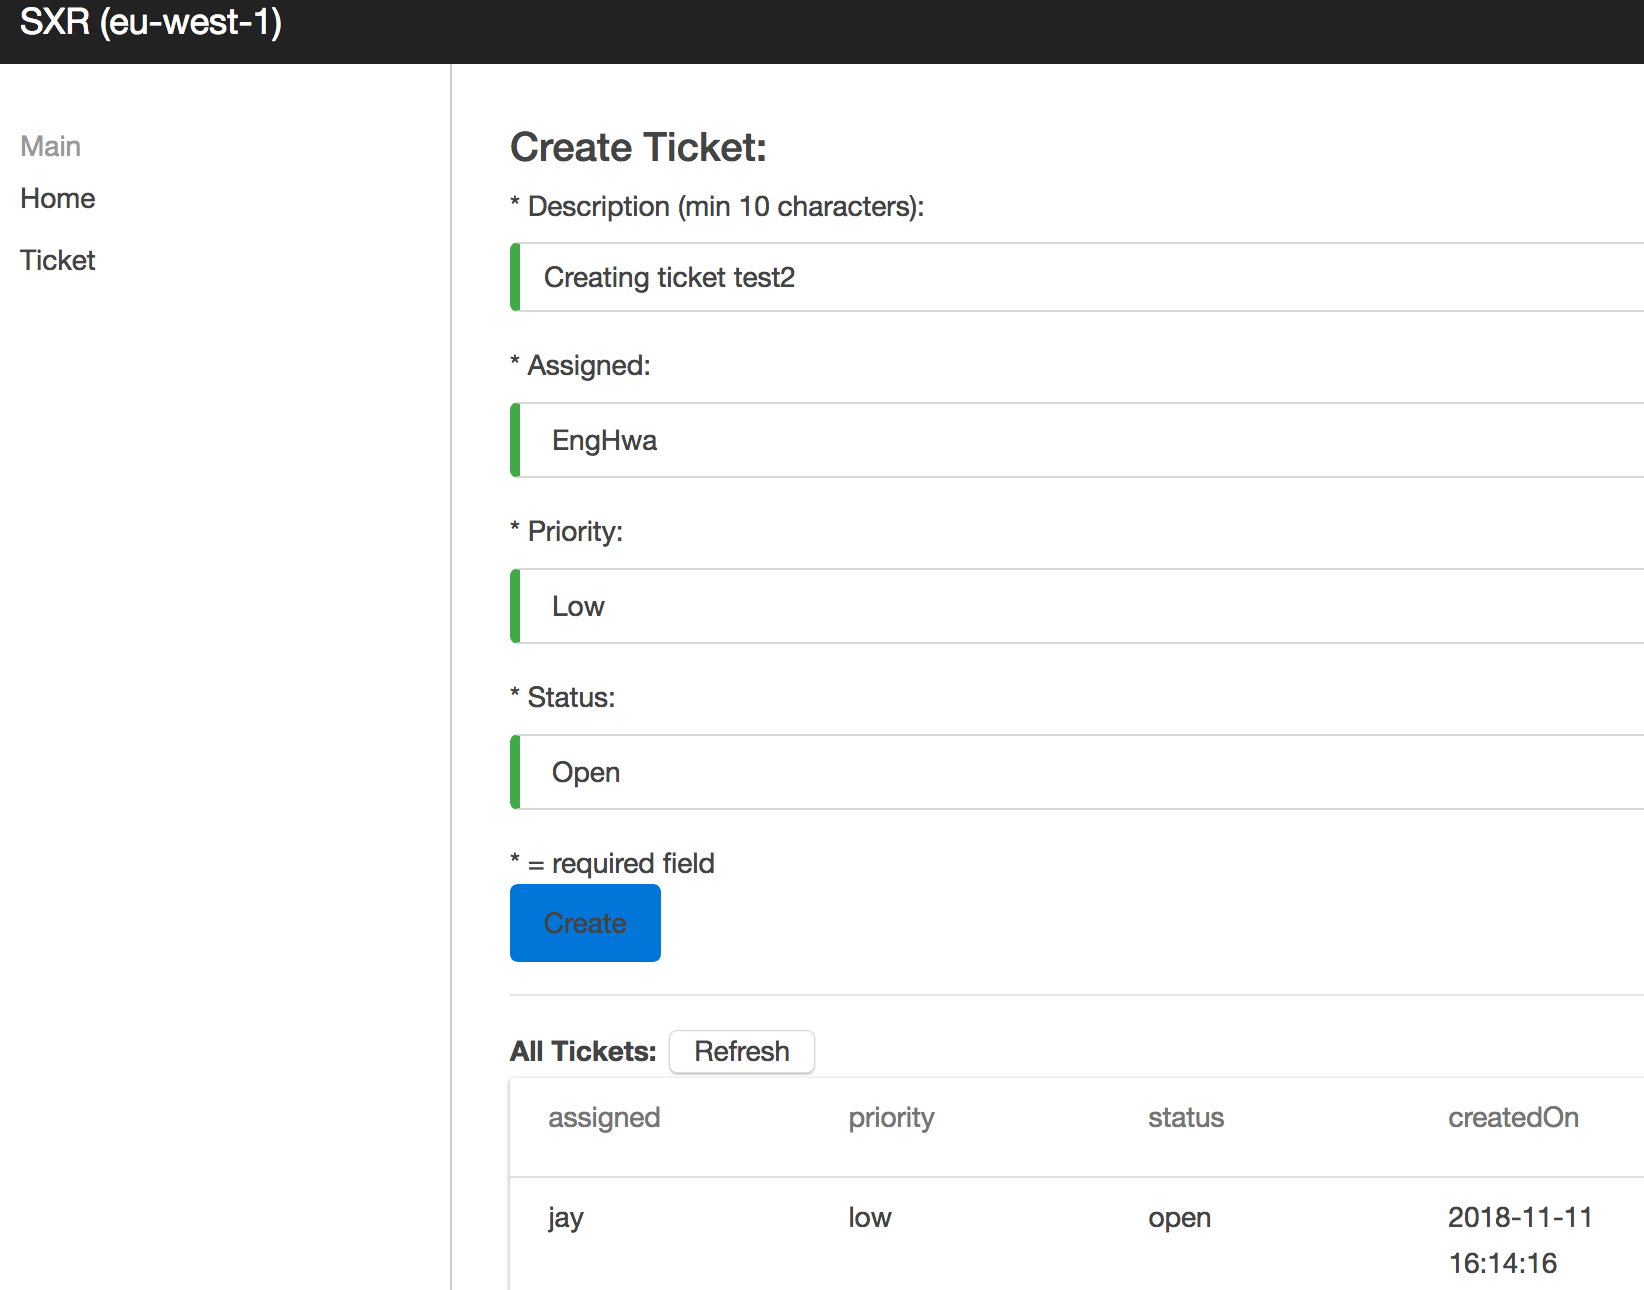 SXR (eu-west-1)
Main
Home
Ticket
Create Ticket:
* Description (min 10 characters):
Creating ticket test2
* Assigned:
EngHwa
* Priority:
Low
* Status:
Open
* = required field
Create
All Tickets: Refresh
assigned priority status createdOn
jay low open 2018-11-11
16:14:16